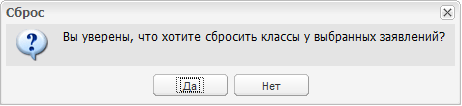 Сброс
Вы уверены, что хотите сбросить классы у выбранных заявлений?
Да
Нет